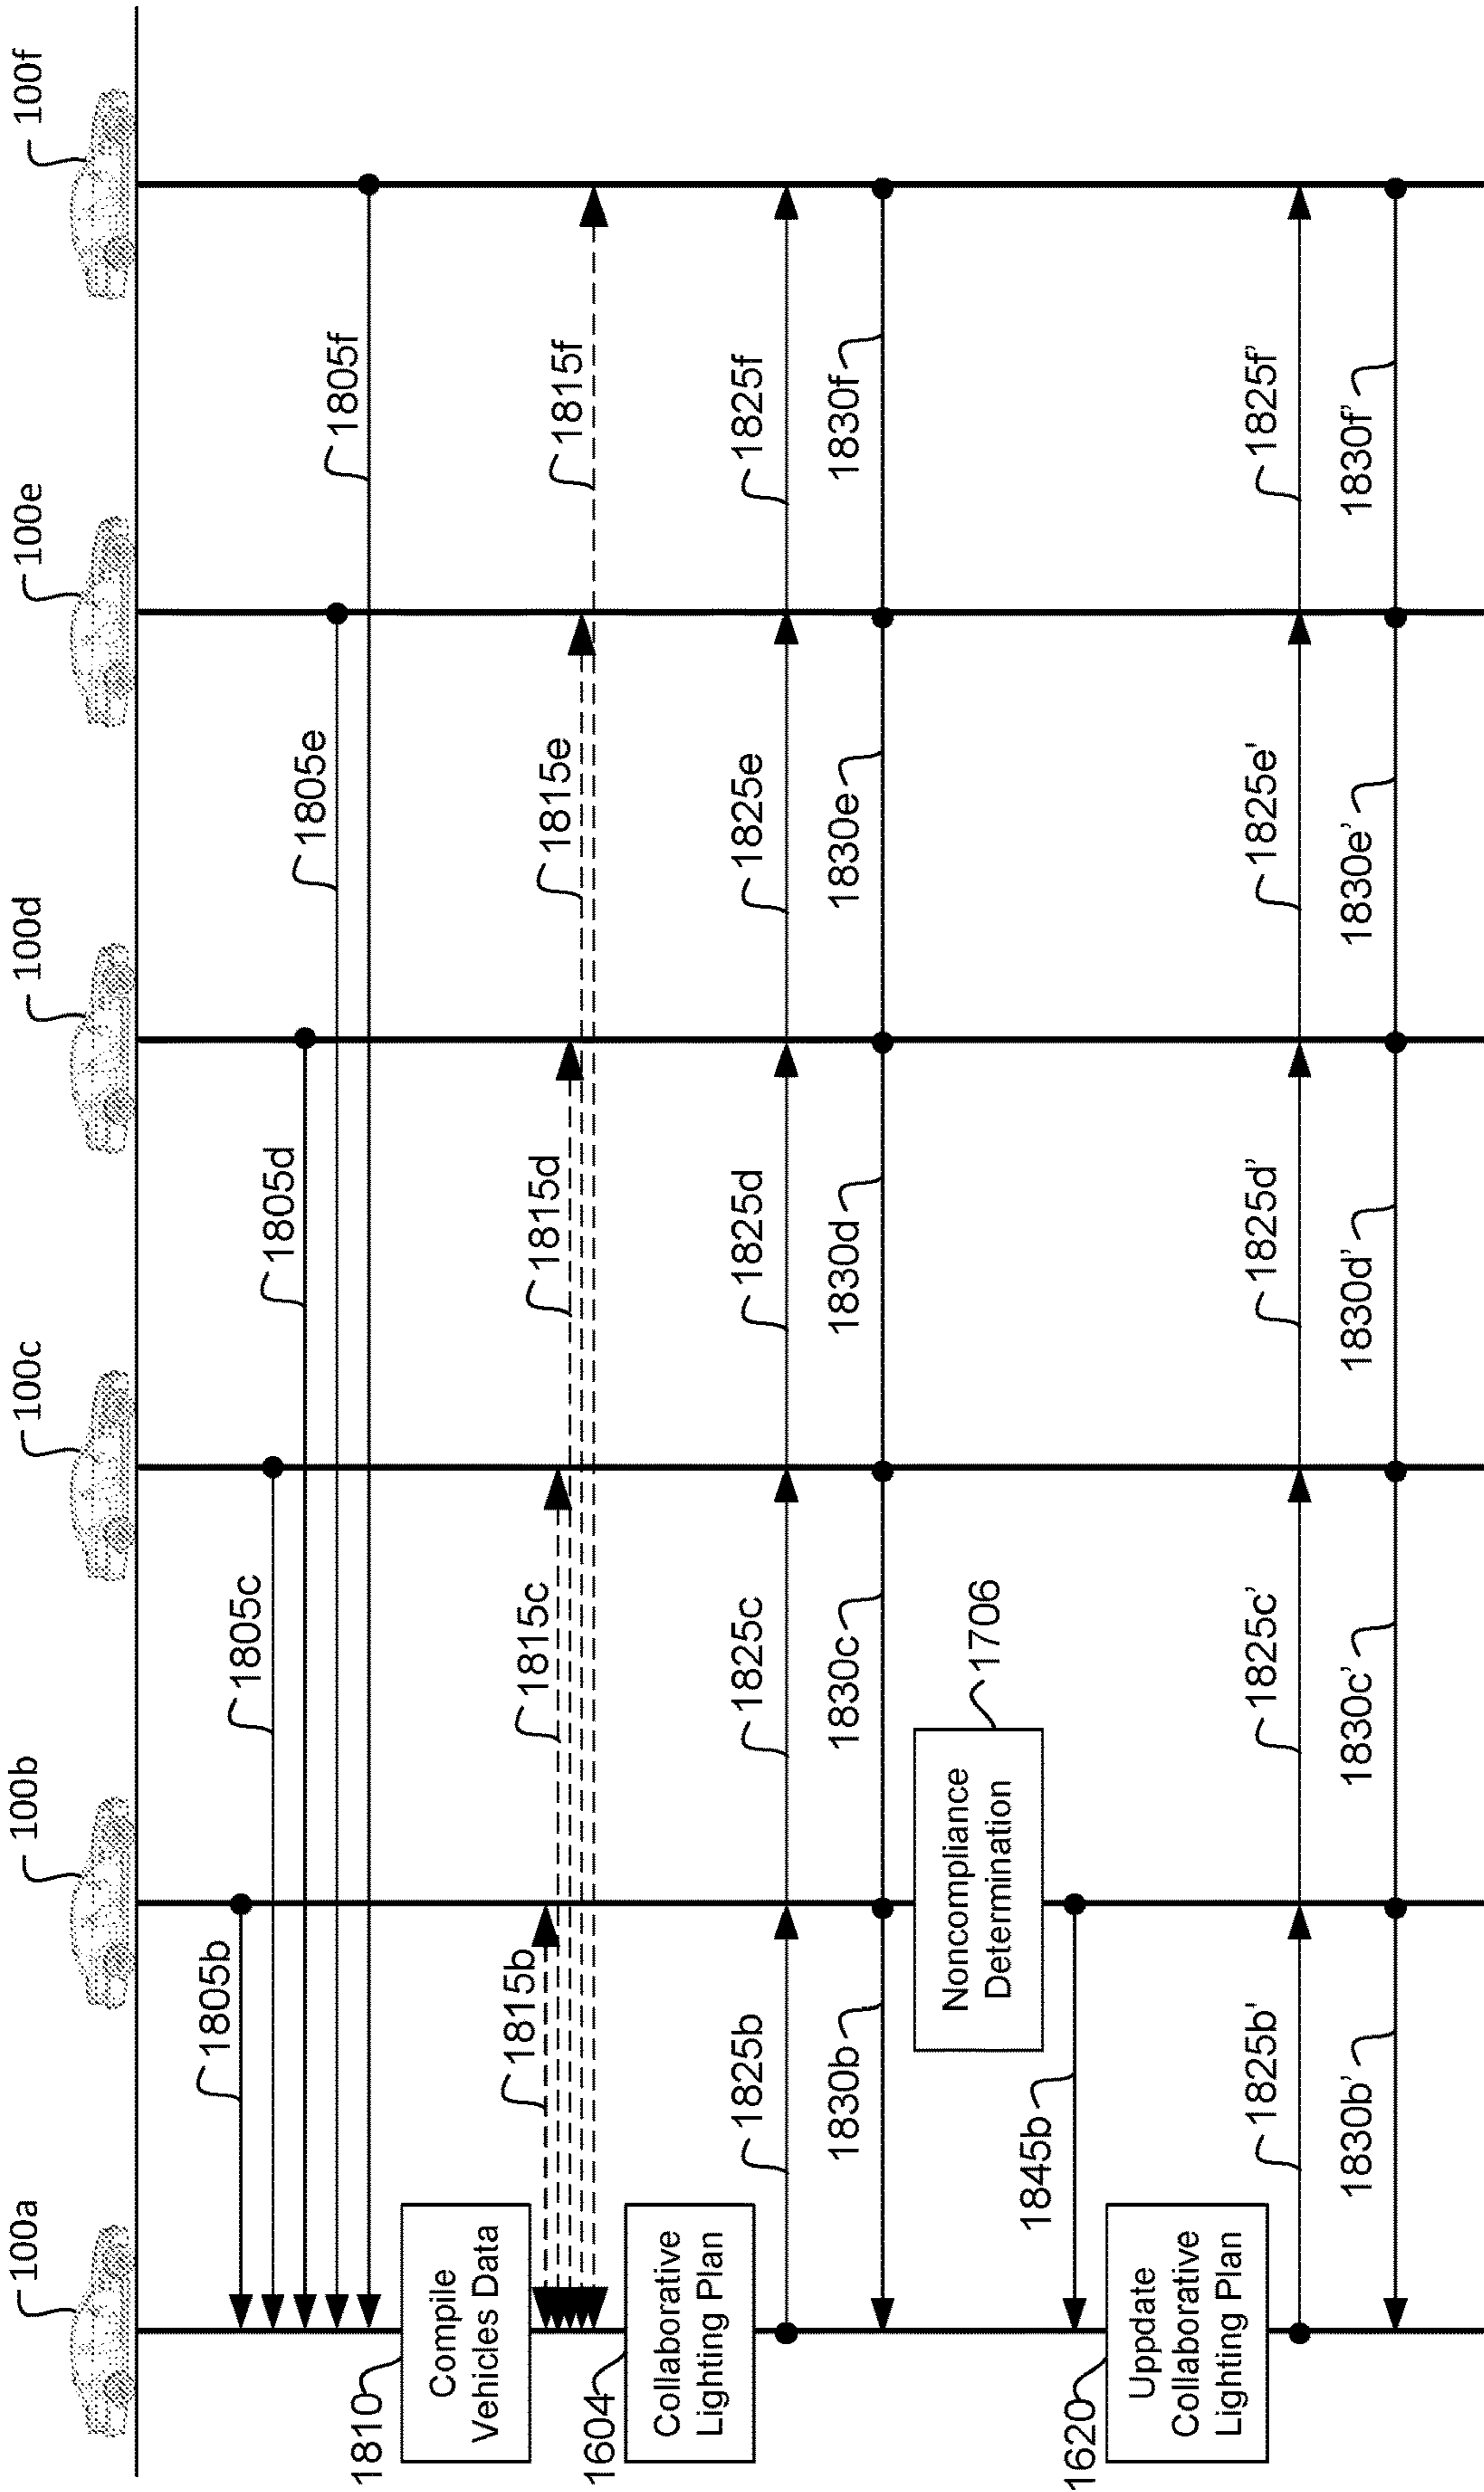 100a
100b
100c
100d
100e
100f
1805b
1805c
1805d
1805e
1805f
1810
Compile
Vehicles Data
1815b
1815c
1815d
1815e
1815f
1604
Collaborative
Lighting Plan
1825b
1825c
1825d
1825e
1825f
1830b
1830c
1830d
1830e
1830f
Noncompliance
Determination
1706
1845b
1620
Uppdate
Collaborative
Lighting Plan
1825b'
1825c'
1825d'
1825e'
1825f'
1830b'
1830c'
1830d'
1830e'
1830f'